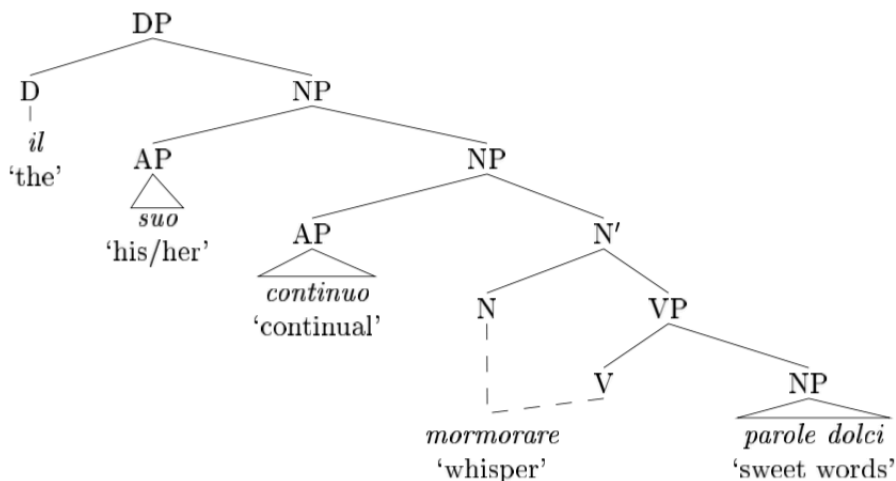 DP
D NP
il
‘the’
AP NP
suo
‘his/her’
AP N′
continuo
‘continual’
N VP
V NP
mormorare parole dolci
‘whisper’ ‘sweet words’